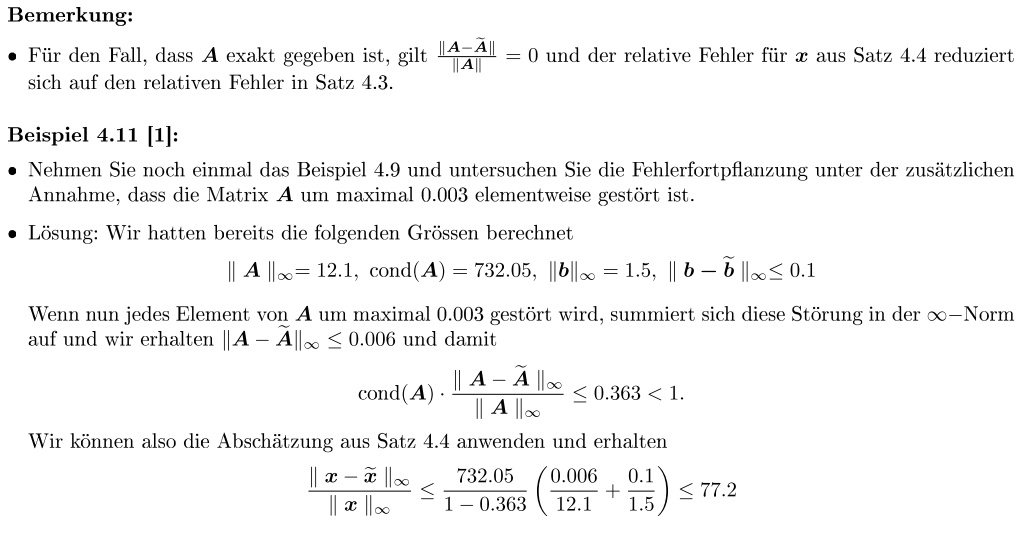 Bemerkung:
• Für den Fall, dass A exakt gegeben ist, gilt ‖A−Ã‖/‖A‖ = 0 und der relative Fehler für x aus Satz 4.4 reduziert
sich auf den relativen Fehler in Satz 4.3.
Beispiel 4.11 [1]:
• Nehmen Sie noch einmal das Beispiel 4.9 und untersuchen Sie die Fehlerfortpflanzung unter der zusätzlichen
Annahme, dass die Matrix A um maximal 0.003 elementweise gestört ist.
• Lösung: Wir hatten bereits die folgenden Grössen berechnet
‖ A ‖∞= 12.1, cond(A) = 732.05, ‖b‖∞ = 1.5, ‖ b − b̃ ‖∞≤ 0.1
Wenn nun jedes Element von A um maximal 0.003 gestört wird, summiert sich diese Störung in der ∞−Norm
auf und wir erhalten ‖A − Ã‖∞ ≤ 0.006 und damit
cond(A) · ‖ A − Ã ‖∞ / ‖ A ‖∞ ≤ 0.363 < 1.
Wir können also die Abschätzung aus Satz 4.4 anwenden und erhalten
‖ x − x̃ ‖∞ / ‖ x ‖∞ ≤ 732.05 / (1 − 0.363) (0.006/12.1 + 0.1/1.5) ≤ 77.2